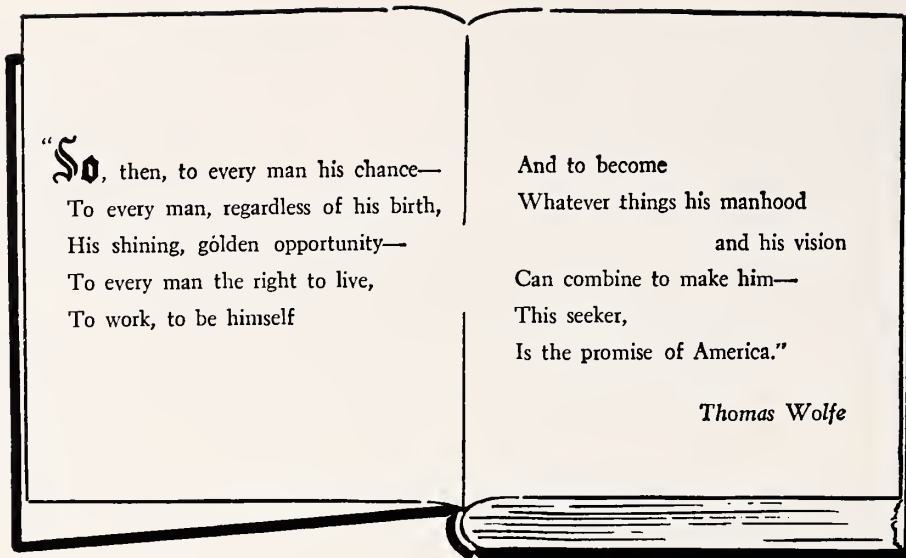 “So, then, to every man his chance—
To every man, regardless of his birth,
His shining, golden opportunity—
To every man the right to live,
To work, to be himself
And to become
Whatever things his manhood
and his vision
Can combine to make him—
This seeker,
Is the promise of America.”
Thomas Wolfe